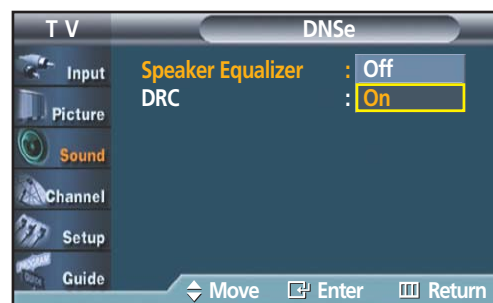 T V DNSe
Input
Picture
Sound
Channel
Setup
Guide
Speaker Equalizer : Off
DRC : On
Move Enter Return